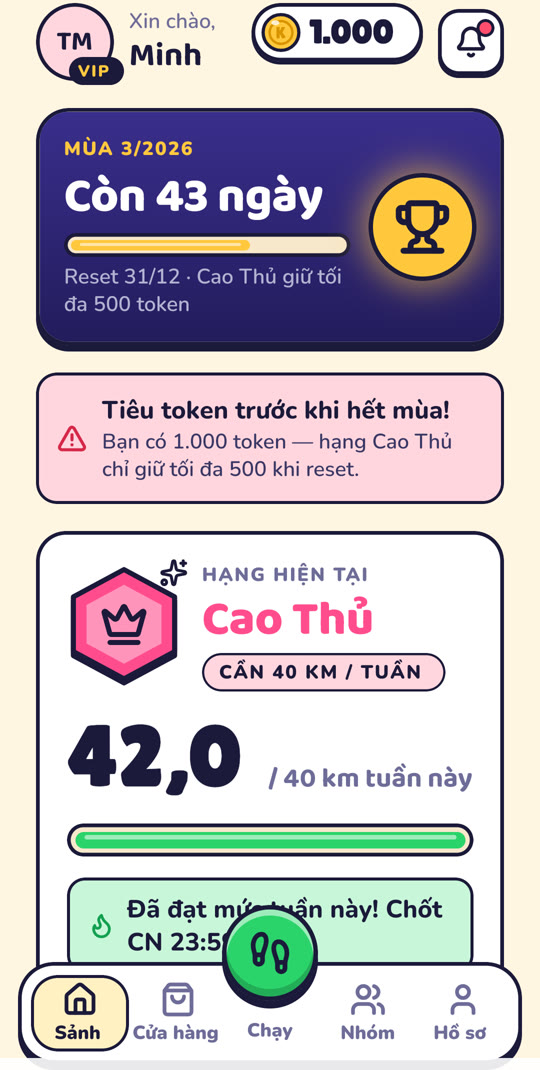 TM
VIP
Xin chào,
Minh
K
1.000
MÙA 3/2026
Còn 43 ngày
Reset 31/12 · Cao Thủ giữ tối
đa 500 token
Tiêu token trước khi hết mùa!
Bạn có 1.000 token — hạng Cao Thủ
chỉ giữ tối đa 500 khi reset.
HẠNG HIỆN TẠI
Cao Thủ
CẦN 40 KM / TUẦN
42,0 / 40 km tuần này
Đã đạt mức tuần này! Chốt
CN 23:5
Sảnh
Cửa hàng
Chạy
Nhóm
Hồ sơ